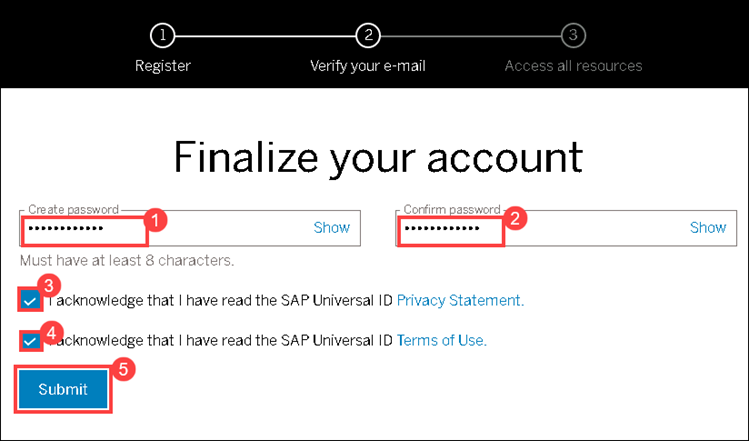 1 2 3
Register Verify your e-mail Access all resources
Finalize your account
Create password Confirm password
•••••••••••• 1 Show •••••••••••• 2 Show
Must have at least 8 characters.
3
I acknowledge that I have read the SAP Universal ID Privacy Statement.
4
acknowledge that I have read the SAP Universal ID Terms of Use.
5
Submit